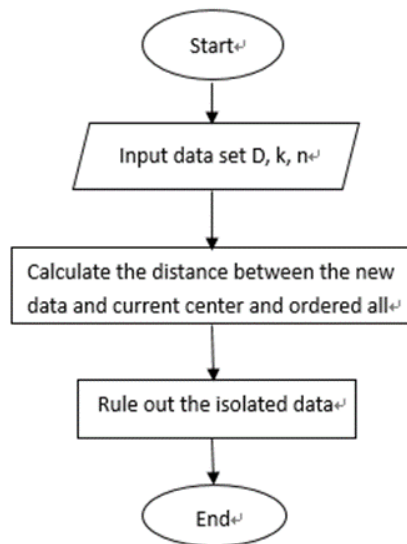 Start↵
Input data set D, k, n↵
Calculate the distance between the new
data and current center and ordered all↵
Rule out the isolated data↵
End↵